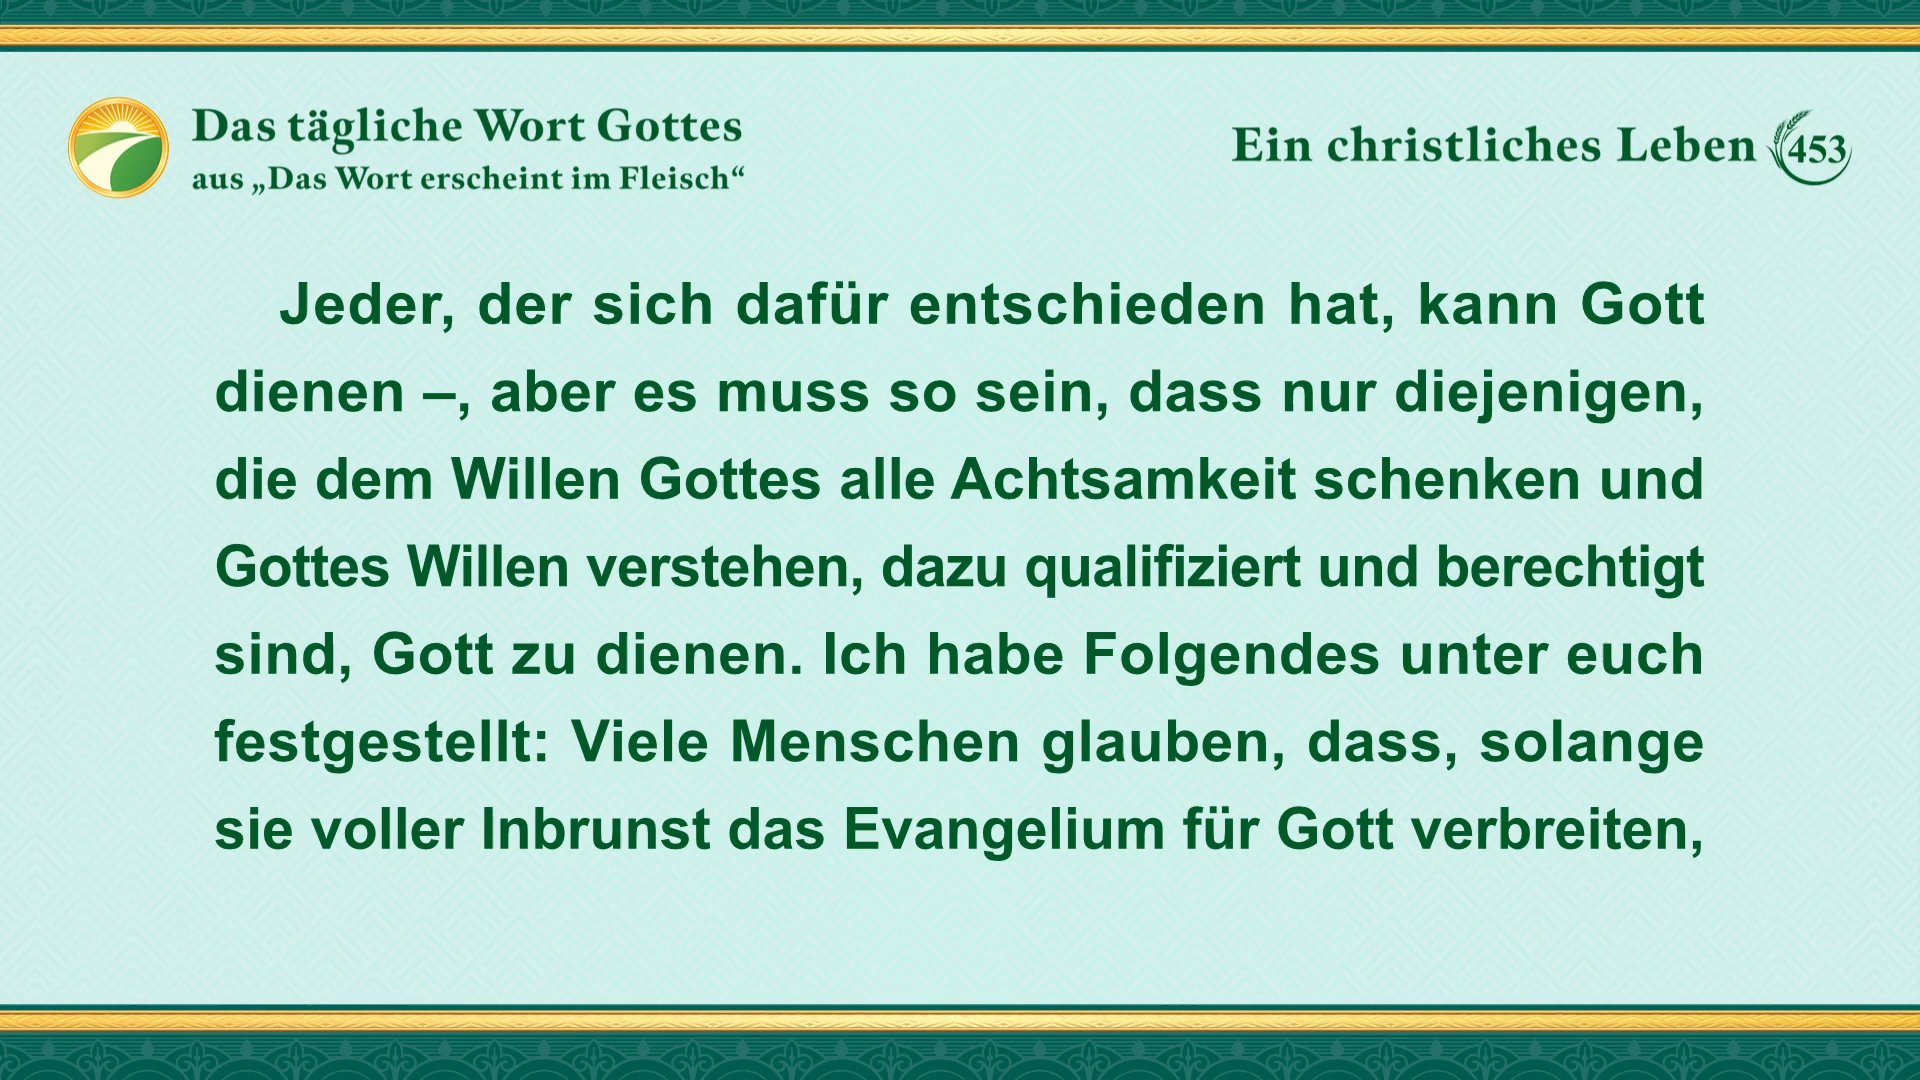 Das tägliche Wort Gottes
aus „Das Wort erscheint im Fleisch“
Ein christliches Leben 453
Jeder, der sich dafür entschieden hat, kann Gott
dienen –, aber es muss so sein, dass nur diejenigen,
die dem Willen Gottes alle Achtsamkeit schenken und
Gottes Willen verstehen, dazu qualifiziert und berechtigt
sind, Gott zu dienen. Ich habe Folgendes unter euch
festgestellt: Viele Menschen glauben, dass, solange
sie voller Inbrunst das Evangelium für Gott verbreiten,